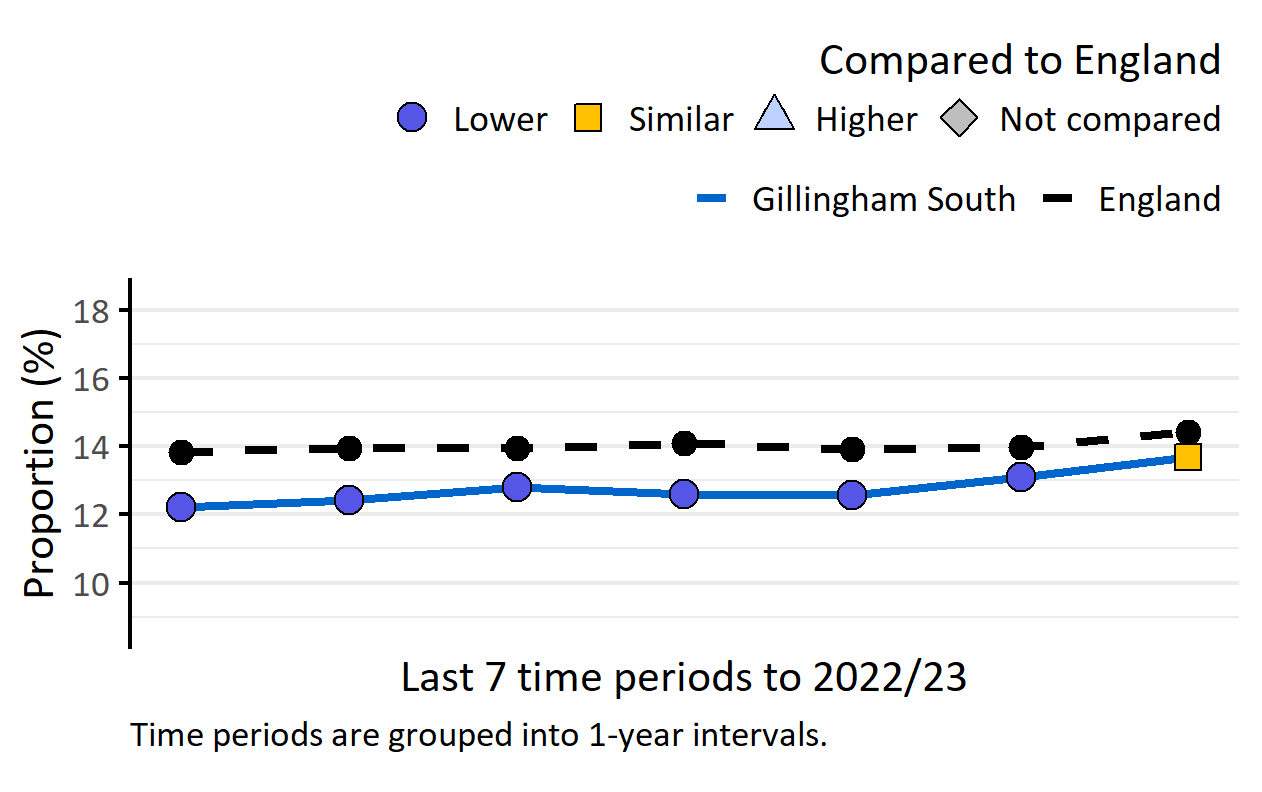 Compared to England
Lower Similar Higher Not compared
Gillingham South England
Proportion (%)
18
16
14
12
10
Last 7 time periods to 2022/23
Time periods are grouped into 1-year intervals.